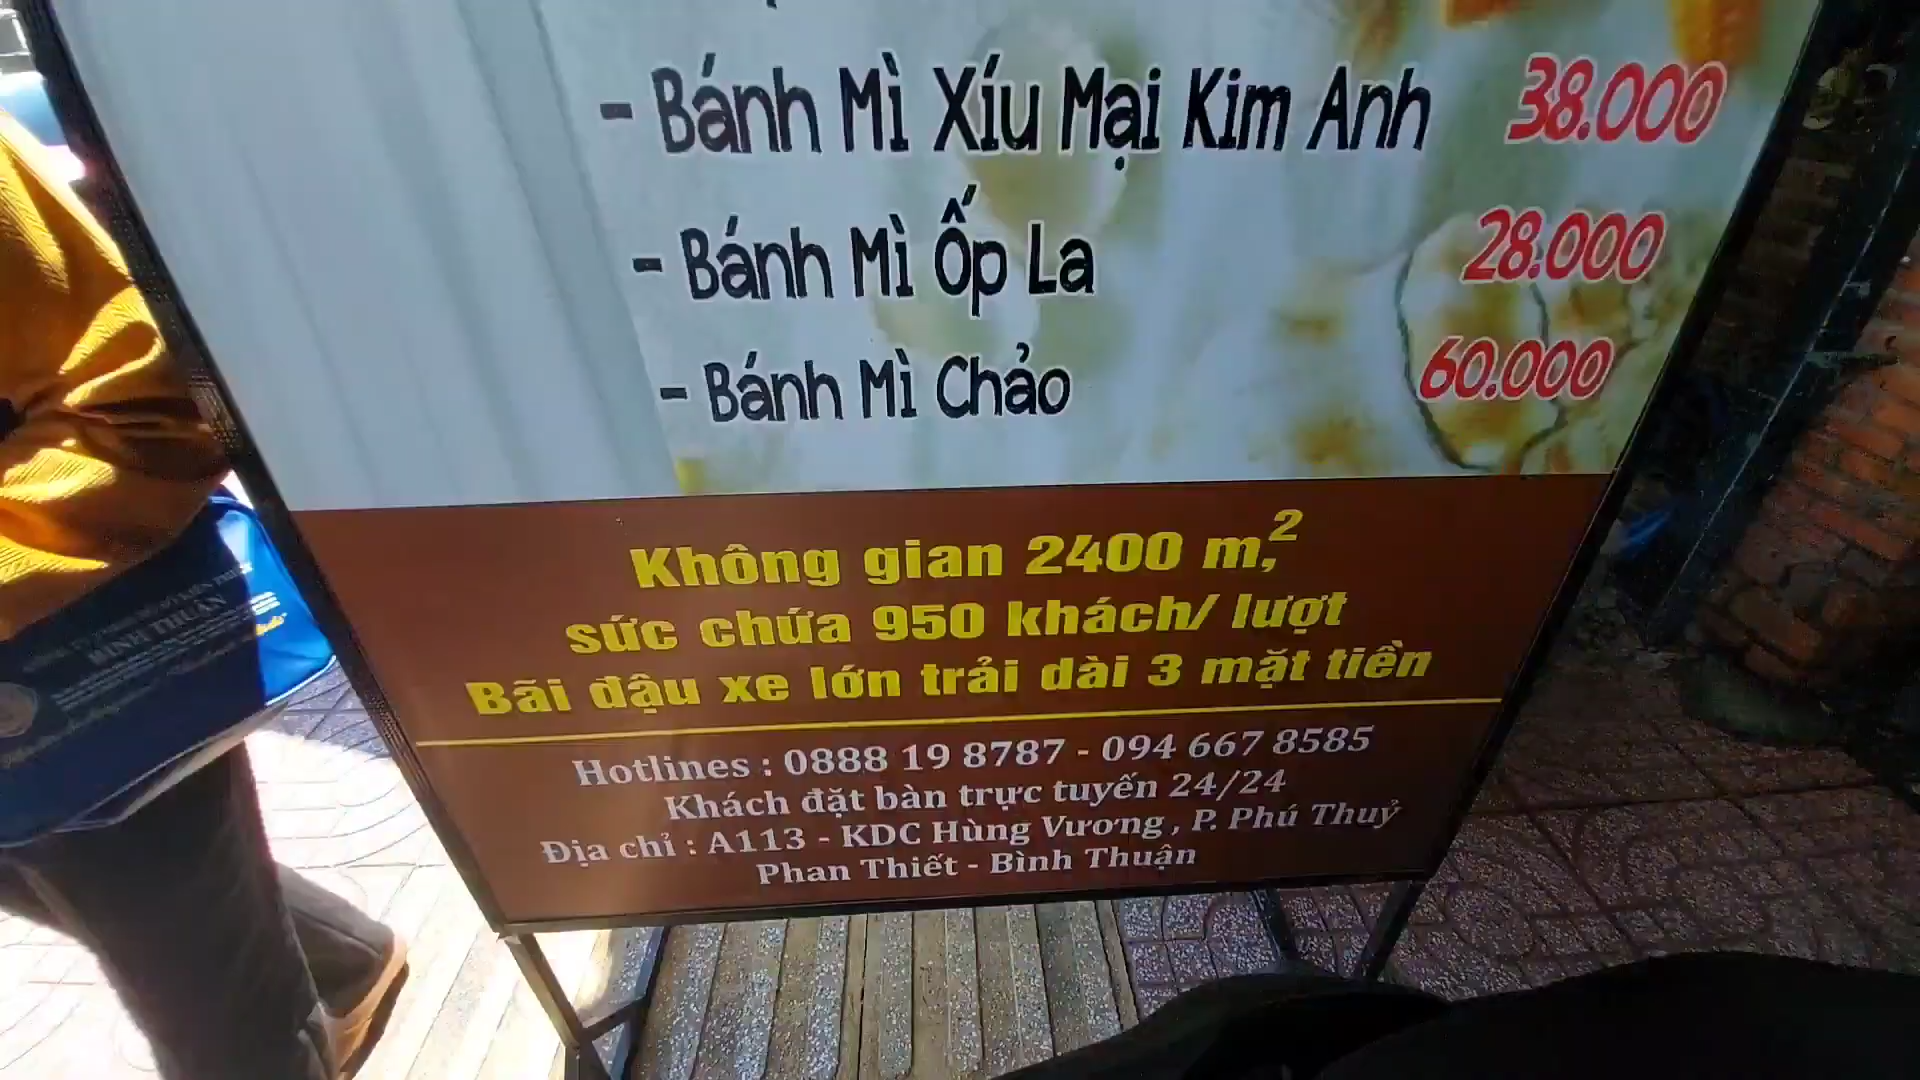 - Bánh Mì Xíu Mại Kim Anh 38.000
- Bánh Mì Ốp La 28.000
- Bánh Mì Chảo 60.000
Không gian 2400 m,²
sức chứa 950 khách/ lượt
Bãi đậu xe lớn trải dài 3 mặt tiền
Hotlines : 0888 19 8787 - 094 667 8585
Khách đặt bàn trực tuyến 24/24
Địa chỉ : A113 - KDC Hùng Vương , P. Phú Thuỷ
Phan Thiết - Bình Thuận
MINH THUẬN